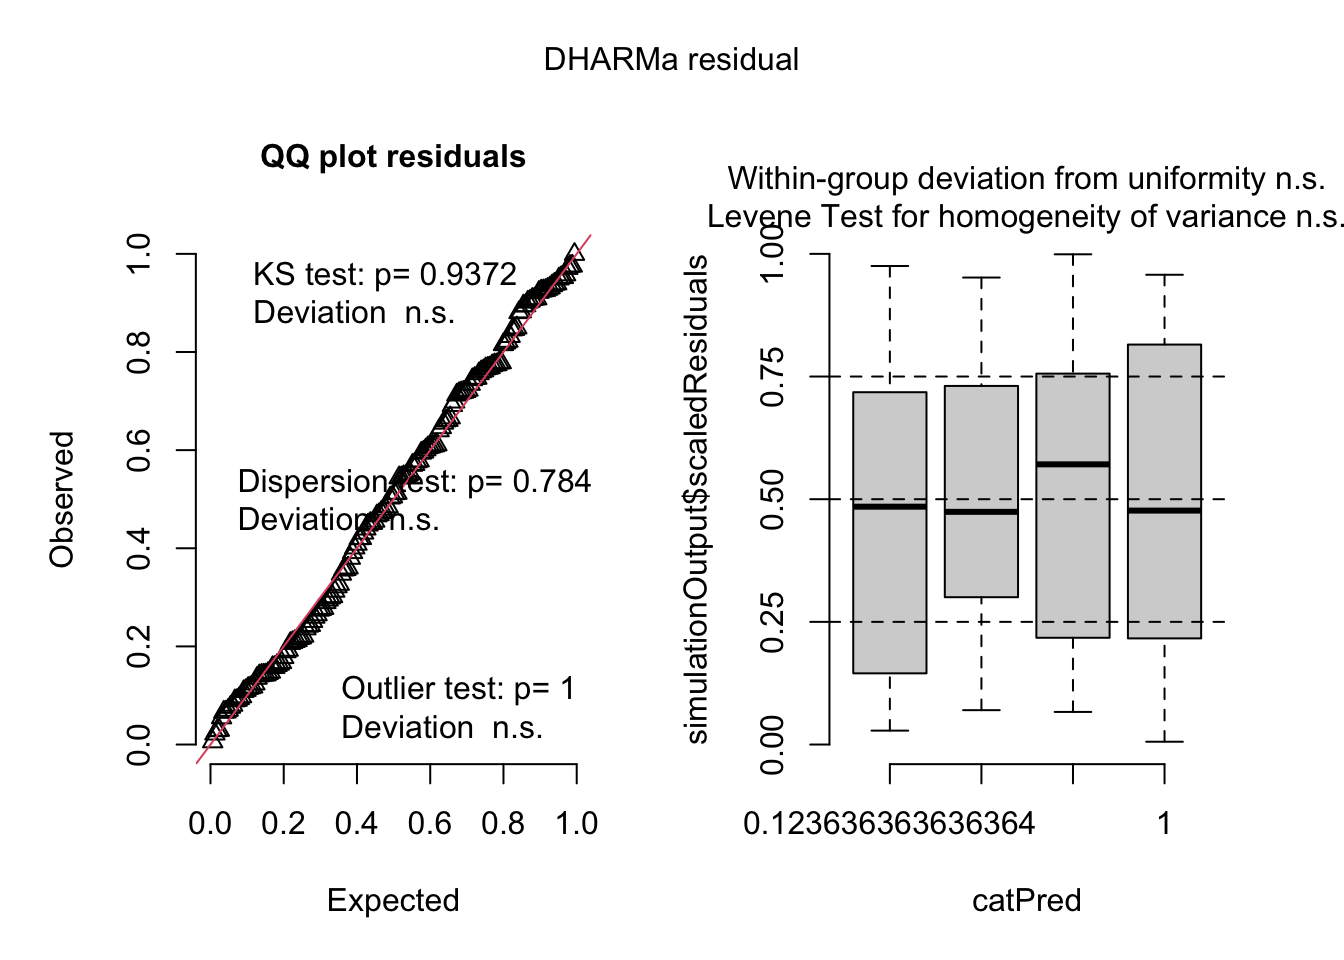 DHARMa residual
QQ plot residuals
KS test: p= 0.9372
Deviation  n.s.
Dispersion test: p= 0.784
Deviation n.s.
Outlier test: p= 1
Deviation  n.s.
Observed
0.0 0.2 0.4 0.6 0.8 1.0
0.0 0.2 0.4 0.6 0.8 1.0
Expected
Within-group deviation from uniformity n.s.
Levene Test for homogeneity of variance n.s.
simulationOutput$scaledResiduals
0.00 0.25 0.50 0.75 1.00
0.123636363636364 1
catPred